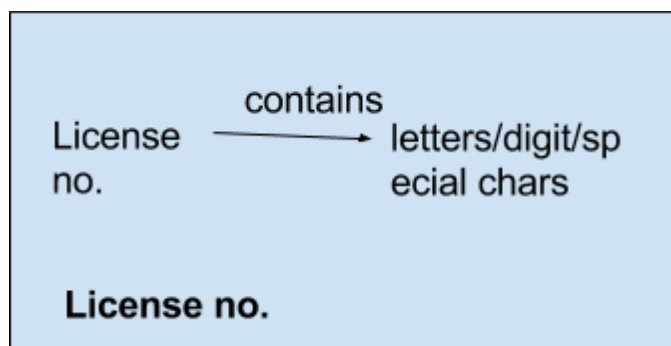 contains
License
no.
letters/digit/sp
ecial chars
License no.